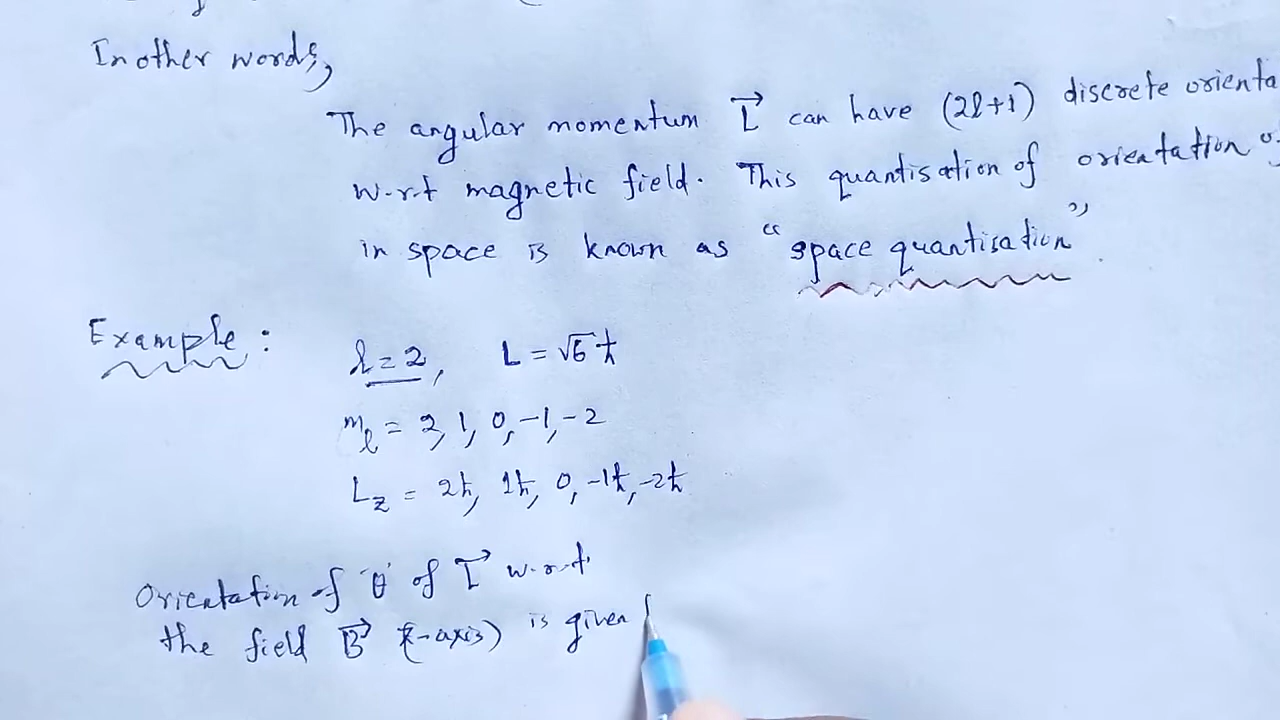 In other words,
The angular momentum L⃗ can have (2l+1) discrete orienta
w.r.t magnetic field. This quantisation of orientation o
in space is known as "space quantisation".
Example :
l = 2, L = √6 ħ
m_l = 2, 1, 0, -1, -2
L_z = 2ħ, 1ħ, 0, -1ħ, -2ħ
Orientation of 'θ' of L⃗ w.r.t.
the field B⃗ (z-axis) is given